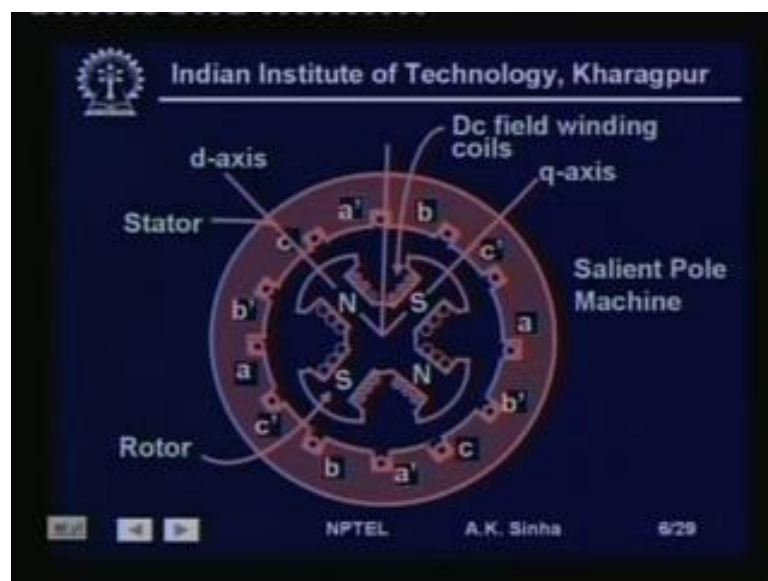 Indian Institute of Technology, Kharagpur
Dc field winding
coils
d-axis
q-axis
Stator
a'
b
c
c'
Salient Pole
Machine
N
S
b'
a
a
S
N
b'
c'
c
Rotor
b
a'
NPTEL
A.K. Sinha
6/29